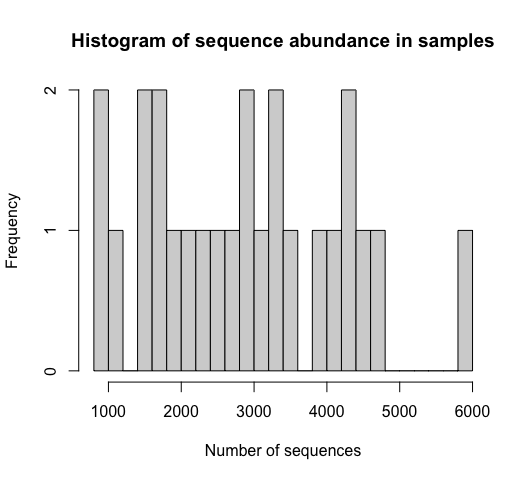 Histogram of sequence abundance in samples
Frequency
2
1
0
1000 2000 3000 4000 5000 6000
Number of sequences